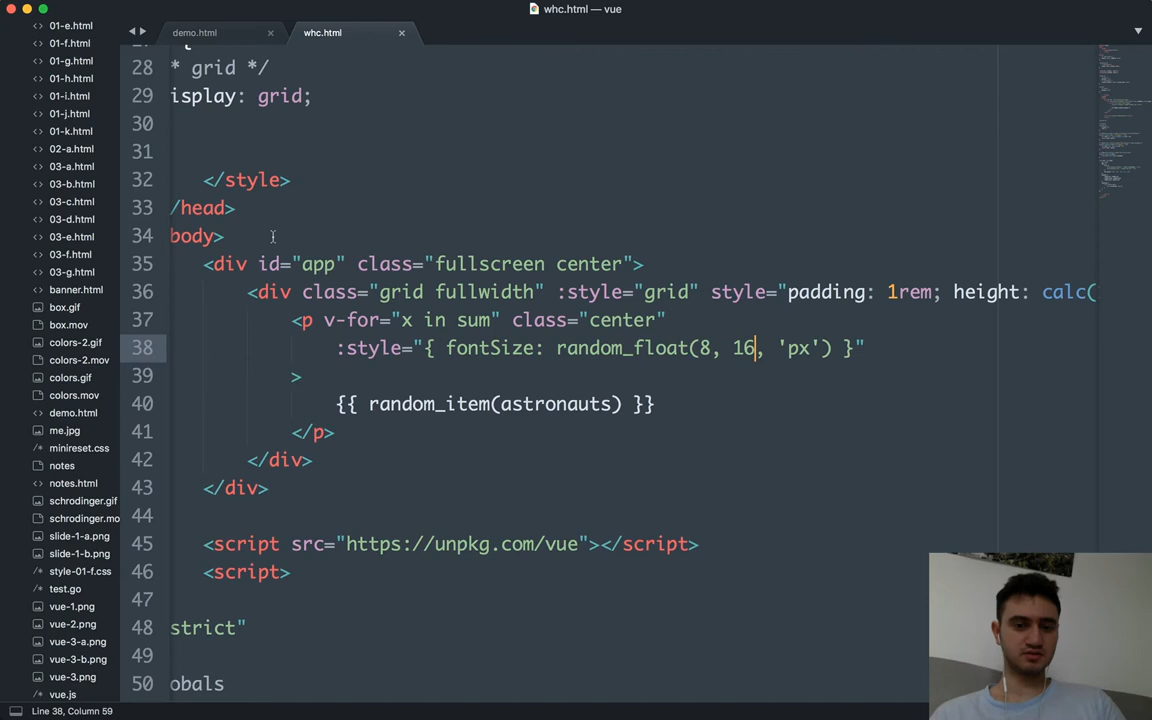 whc.html — vue
demo.html
whc.html
01-e.html
01-f.html
01-g.html
01-h.html
01-i.html
01-j.html
01-k.html
02-a.html
03-a.html
03-b.html
03-c.html
03-d.html
03-e.html
03-f.html
03-g.html
banner.html
box.gif
box.mov
colors-2.gif
colors-2.mov
colors.gif
colors.mov
demo.html
me.jpg
minireset.css
notes
notes.html
schrodinger.gif
schrodinger.mo
slide-1-a.png
slide-1-b.png
style-01-f.css
test.go
vue-1.png
vue-2.png
vue-3-a.png
vue-3-b.png
vue-3.png
vue.js
28 * grid */
29 isplay: grid;
30
31
32 </style>
33 /head>
34 body>
35 <div id="app" class="fullscreen center">
36 <div class="grid fullwidth" :style="grid" style="padding: 1rem; height: calc(
37 <p v-for="x in sum" class="center"
38 :style="{ fontSize: random_float(8, 16, 'px') }"
39 >
40 {{ random_item(astronauts) }}
41 </p>
42 </div>
43 </div>
44
45 <script src="https://unpkg.com/vue"></script>
46 <script>
47
48 strict"
49
50 obals
Line 38, Column 59